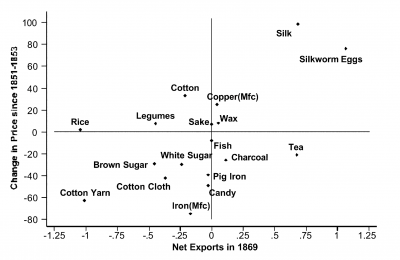 Change in Price since 1851-1853
100
80
60
40
20
0
-20
-40
-60
-80
Silk
Silkworm Eggs
Cotton
Copper(Mfc)
Rice
Legumes
Sake
Wax
Fish
Tea
Brown Sugar
White Sugar
Charcoal
Pig Iron
Cotton Yarn
Cotton Cloth
Candy
Iron(Mfc)
-1.25 -1 -.75 -.5 -.25 0 .25 .5 .75 1 1.25
Net Exports in 1869